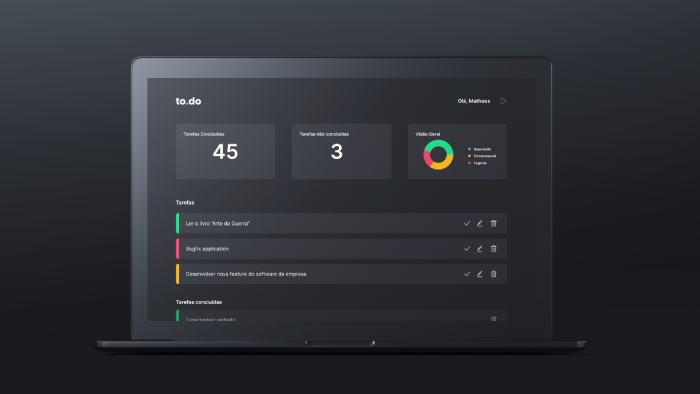 to.do
Olá, Matheus
Tarefas Concluídas
45
Tarefas não concluídas
3
Visão Geral
Importante
Urgente
Tarefas
Ler o livro "Arte da Guerra"
Bugfix application
Desenvolver nova feature do software da empresa
Tarefas concluídas
Desenvolver website